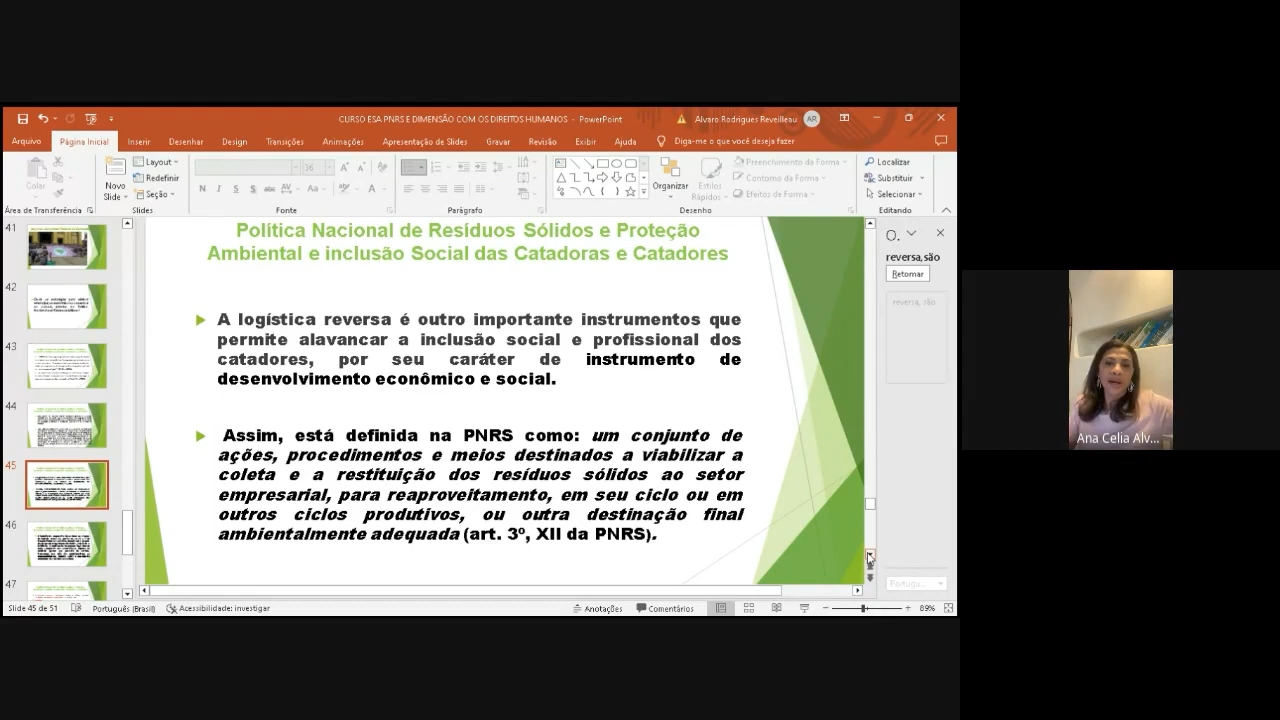 CURSO ESA PNRS E DIMENSÃO COM OS DIREITOS HUMANOS - PowerPoint
Alvaro Rodrigues Reveilleau
AR
Arquivo Página Inicial Inserir Desenhar Design Transições Animações Apresentação de Slides Gravar Revisão Exibir Ajuda Diga-me o que você deseja fazer
Colar
Novo Slide
Layout
Redefinir
Seção
36
N I S S ab AV Aa
Organizar
Estilos Rápidos
Preenchimento da Forma
Contorno da Forma
Efeitos de Forma
Localizar
Substituir
Selecionar
Área de Transferência Slides Fonte Parágrafo Desenho Editando
41
42
43
44
45
46
47
Política Nacional de Resíduos Sólidos e Proteção
Ambiental e inclusão Social das Catadoras e Catadores
A logística reversa é outro importante instrumentos que
permite alavancar a inclusão social e profissional dos
catadores, por seu caráter de instrumento de
desenvolvimento econômico e social.
Assim, está definida na PNRS como: um conjunto de
ações, procedimentos e meios destinados a viabilizar a
coleta e a restituição dos resíduos sólidos ao setor
empresarial, para reaproveitamento, em seu ciclo ou em
outros ciclos produtivos, ou outra destinação final
ambientalmente adequada (art. 3º, XII da PNRS).
O.
reversa,são
Retomar
reversa, são
Portugu...
Slide 45 de 51 Português (Brasil) Acessibilidade: investigar Anotações Comentários 89%
Ana Celia Alv...